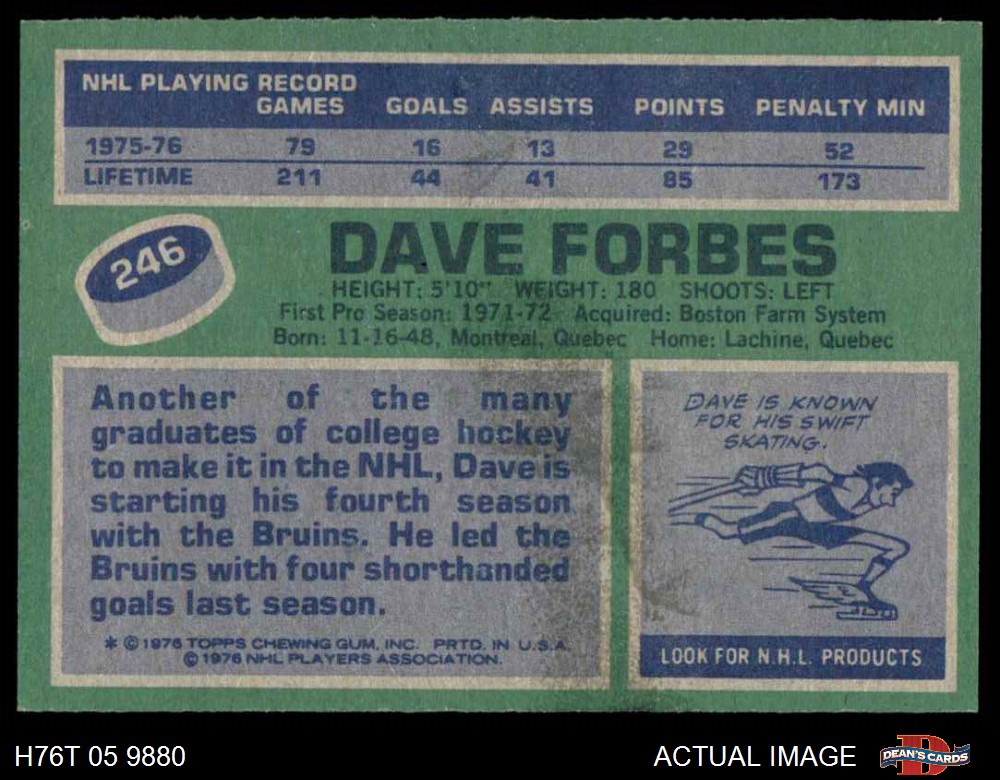 NHL PLAYING RECORD
GAMES GOALS ASSISTS POINTS PENALTY MIN
1975-76 79 16 13 29 52
LIFETIME 211 44 41 85 173
246
DAVE FORBES
HEIGHT: 5'10" WEIGHT: 180 SHOOTS: LEFT
First Pro Season: 1971-72 Acquired: Boston Farm System
Born: 11-16-48, Montreal, Quebec Home: Lachine, Quebec
Another of the many
graduates of college hockey
to make it in the NHL, Dave is
starting his fourth season
with the Bruins. He led the
Bruins with four shorthanded
goals last season.
* © 1976 TOPPS CHEWING GUM, INC. PRTD. IN U.S.A.
© 1976 NHL PLAYERS ASSOCIATION.
DAVE IS KNOWN
FOR HIS SWIFT
SKATING.
LOOK FOR N.H.L. PRODUCTS
H76T 05 9880
ACTUAL IMAGE
D
DEAN'S CARDS